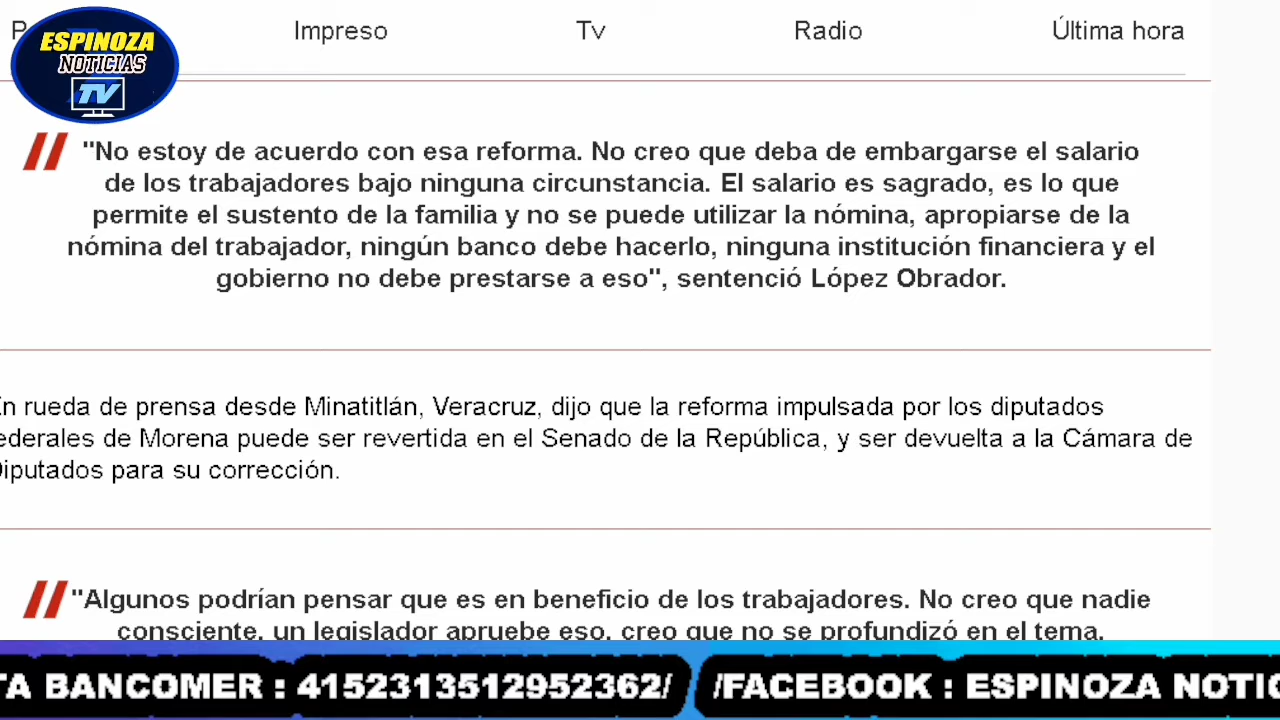 Impreso Tv Radio Última hora
ESPINOZA
NOTICIAS
TV
"No estoy de acuerdo con esa reforma. No creo que deba de embargarse el salario
de los trabajadores bajo ninguna circunstancia. El salario es sagrado, es lo que
permite el sustento de la familia y no se puede utilizar la nómina, apropiarse de la
nómina del trabajador, ningún banco debe hacerlo, ninguna institución financiera y el
gobierno no debe prestarse a eso", sentenció López Obrador.
En rueda de prensa desde Minatitlán, Veracruz, dijo que la reforma impulsada por los diputados
federales de Morena puede ser revertida en el Senado de la República, y ser devuelta a la Cámara de
Diputados para su corrección.
"Algunos podrían pensar que es en beneficio de los trabajadores. No creo que nadie
consciente, un legislador apruebe eso, creo que no se profundizó en el tema.
TA BANCOMER : 4152313512952362/ /FACEBOOK : ESPINOZA NOTIC